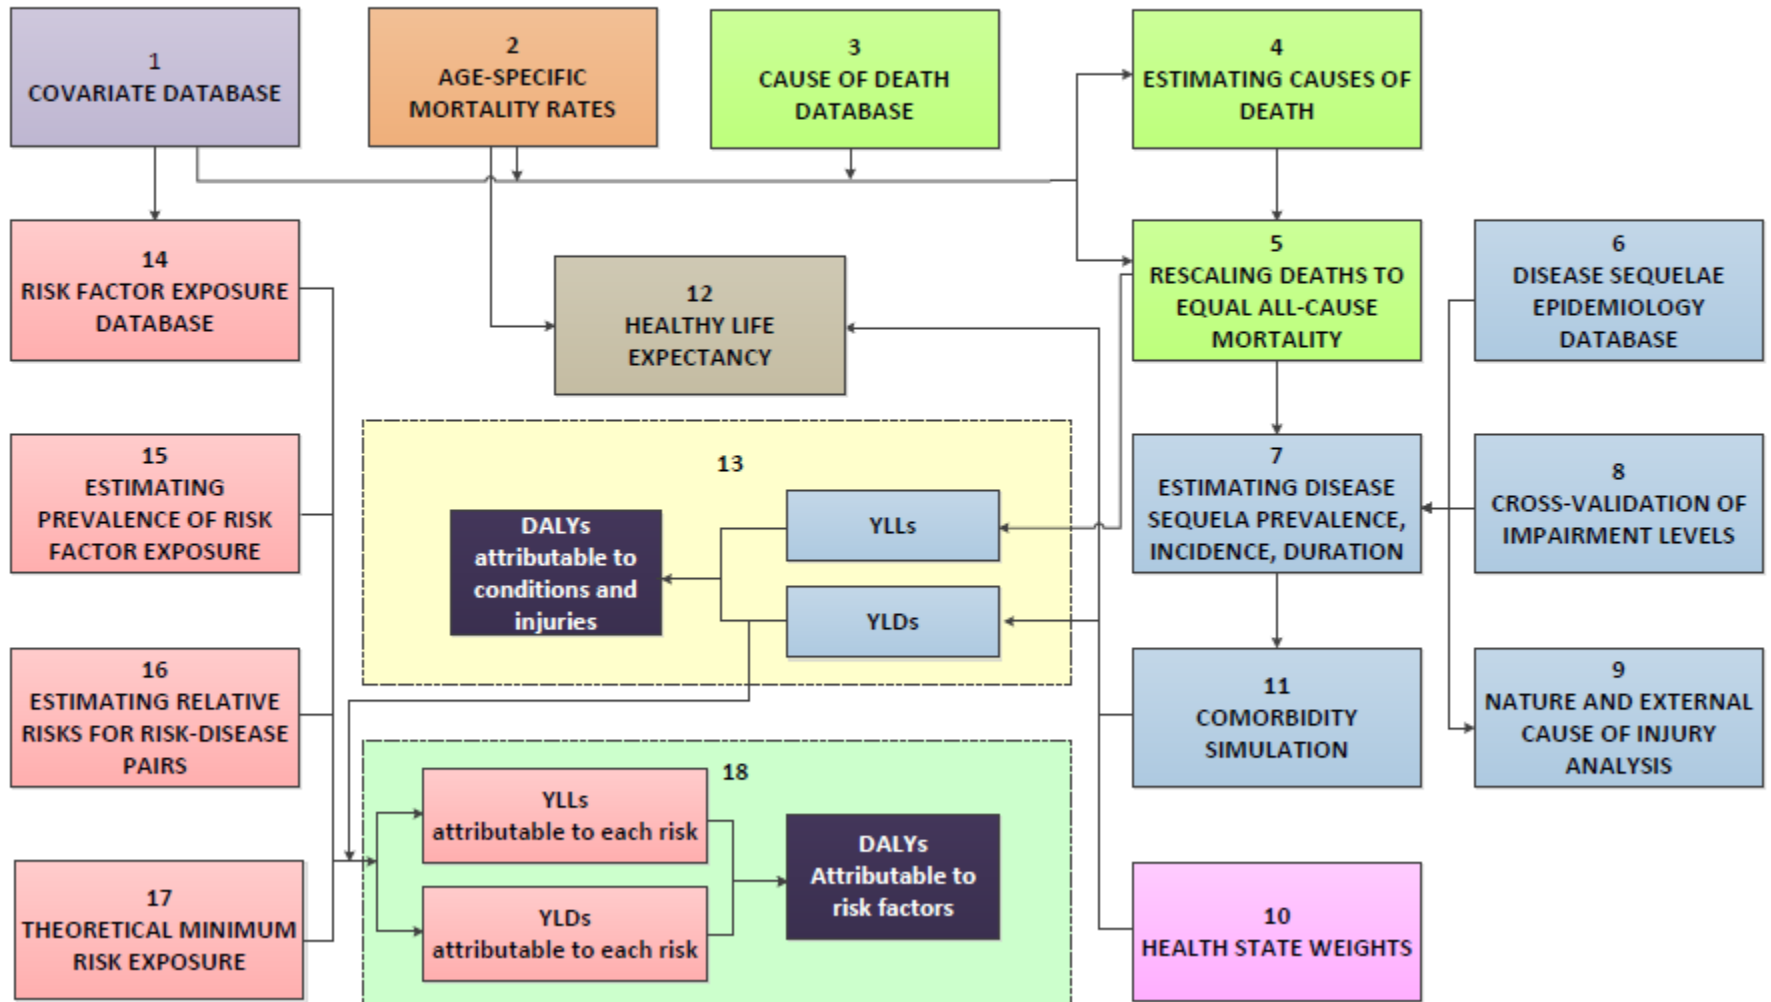 1
COVARIATE DATABASE
2
AGE-SPECIFIC
MORTALITY RATES
3
CAUSE OF DEATH
DATABASE
4
ESTIMATING CAUSES OF
DEATH
14
RISK FACTOR EXPOSURE
DATABASE
12
HEALTHY LIFE
EXPECTANCY
5
RESCALING DEATHS TO
EQUAL ALL-CAUSE
MORTALITY
6
DISEASE SEQUELAE
EPIDEMIOLOGY
DATABASE
15
ESTIMATING
PREVALENCE OF RISK
FACTOR EXPOSURE
13
DALYs
attributable to
conditions and
injuries
YLLs
YLDs
7
ESTIMATING DISEASE
SEQUELA PREVALENCE,
INCIDENCE, DURATION
8
CROSS-VALIDATION OF
IMPAIRMENT LEVELS
16
ESTIMATING RELATIVE
RISKS FOR RISK-DISEASE
PAIRS
11
COMORBIDITY
SIMULATION
9
NATURE AND EXTERNAL
CAUSE OF INJURY
ANALYSIS
17
THEORETICAL MINIMUM
RISK EXPOSURE
18
YLLs
attributable to each risk
YLDs
attributable to each risk
DALYs
Attributable to
risk factors
10
HEALTH STATE WEIGHTS